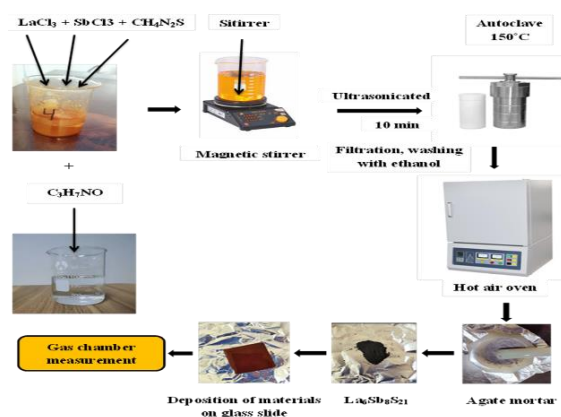 LaCl3 + SbCl3 + CH4N2S
Sitirrer
Autoclave
150°C
4
Ultrasonicated
10 min
Magnetic stirrer
Filtration, washing
with ethanol
+
C3H7NO
Hot air oven
Gas chamber
measurement
Deposition of materials
on glass slide
La6Sb8S21
Agate mortar